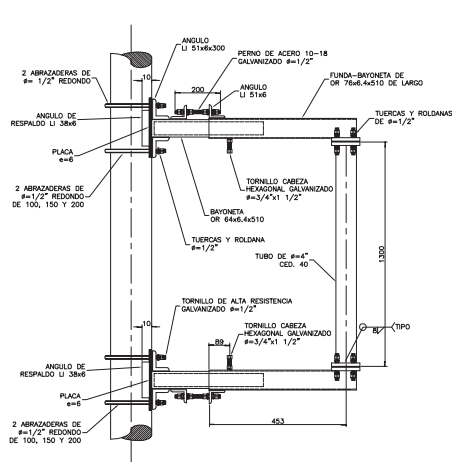 ANGULO
LI 51x6x300
PERNO DE ACERO 10-18
GALVANIZADO ø=1/2"
2 ABRAZADERAS DE
ø= 1/2" REDONDO
10
200
ANGULO
LI 51x6
FUNDA-BAYONETA DE
OR 76x6.4x510 DE LARGO
TUERCAS Y ROLDANAS
DE ø=1/2"
ANGULO DE
RESPALDO LI 38x6
PLACA
e=6
2 ABRAZADERAS DE
ø=1/2" REDONDO
DE 100, 150 Y 200
TORNILLO CABEZA
HEXAGONAL GALVANIZADO
ø=3/4"x1 1/2"
BAYONETA
OR 64x6.4x510
TUERCAS Y ROLDANA
ø=1/2"
TUBO DE ø=4"
CED. 40
1300
TORNILLO DE ALTA RESISTENCIA
GALVANIZADO ø=1/2"
10
TORNILLO CABEZA
HEXAGONAL GALVANIZADO
ø=3/4"x1 1/2"
8
TIPO
89
ANGULO DE
RESPALDO LI 38x6
PLACA
e=6
453
2 ABRAZADERAS DE
ø=1/2" REDONDO
DE 100, 150 Y 200